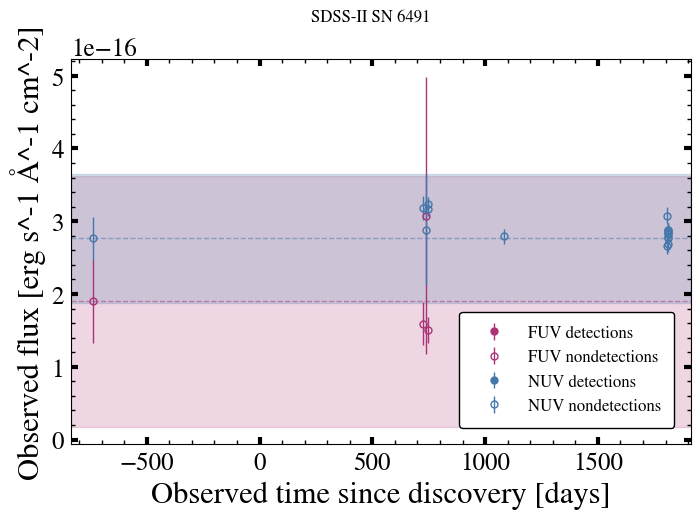 SDSS-II SN 6491
1e−16
Observed flux [erg s^-1 Å^-1 cm^-2]
5
4
3
2
1
0
FUV detections
FUV nondetections
NUV detections
NUV nondetections
−500 0 500 1000 1500
Observed time since discovery [days]